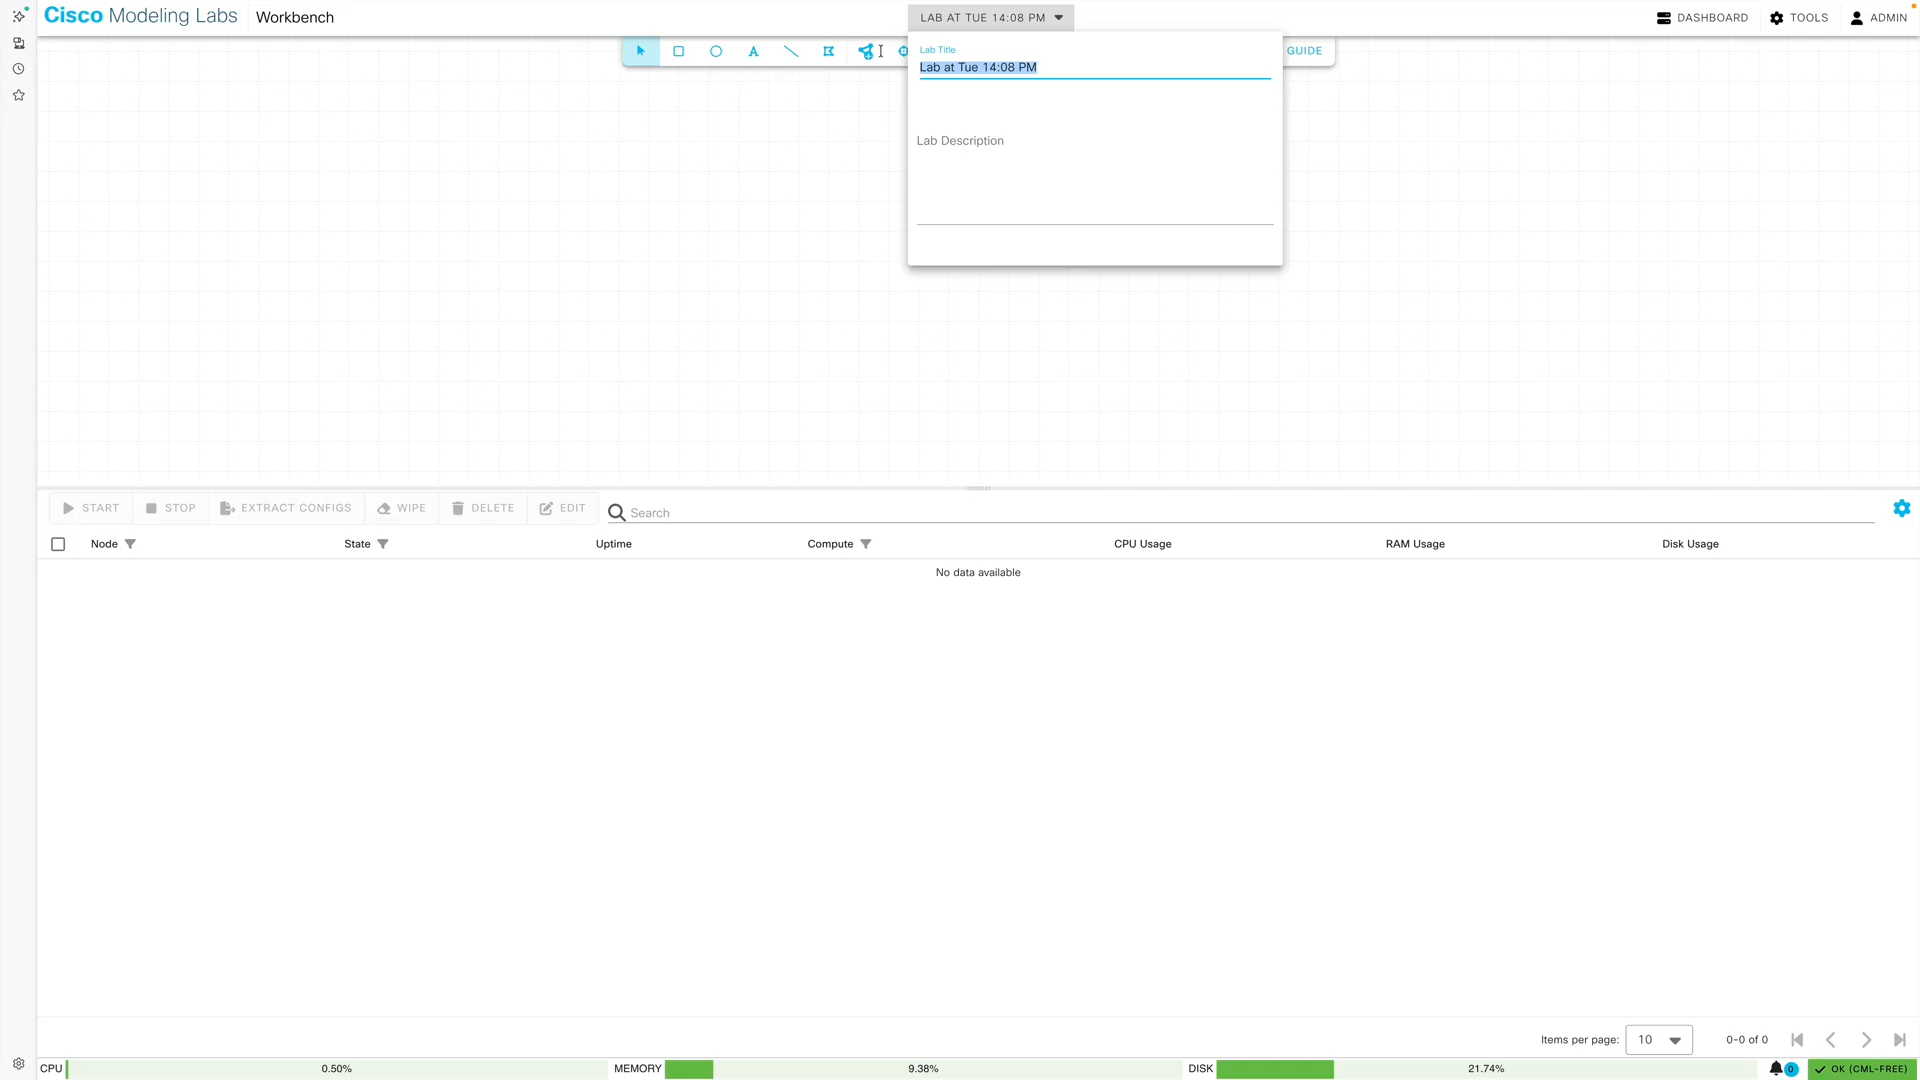 Cisco Modeling Labs
Workbench
LAB AT TUE 14:08 PM
DASHBOARD
TOOLS
ADMIN
A
GUIDE
Lab Title
Lab at Tue 14:08 PM
Lab Description
START
STOP
EXTRACT CONFIGS
WIPE
DELETE
EDIT
Search
Node
State
Uptime
Compute
CPU Usage
RAM Usage
Disk Usage
No data available
Items per page:
10
0-0 of 0
CPU
0.50%
MEMORY
9.38%
DISK
21.74%
0
OK (CML-FREE)